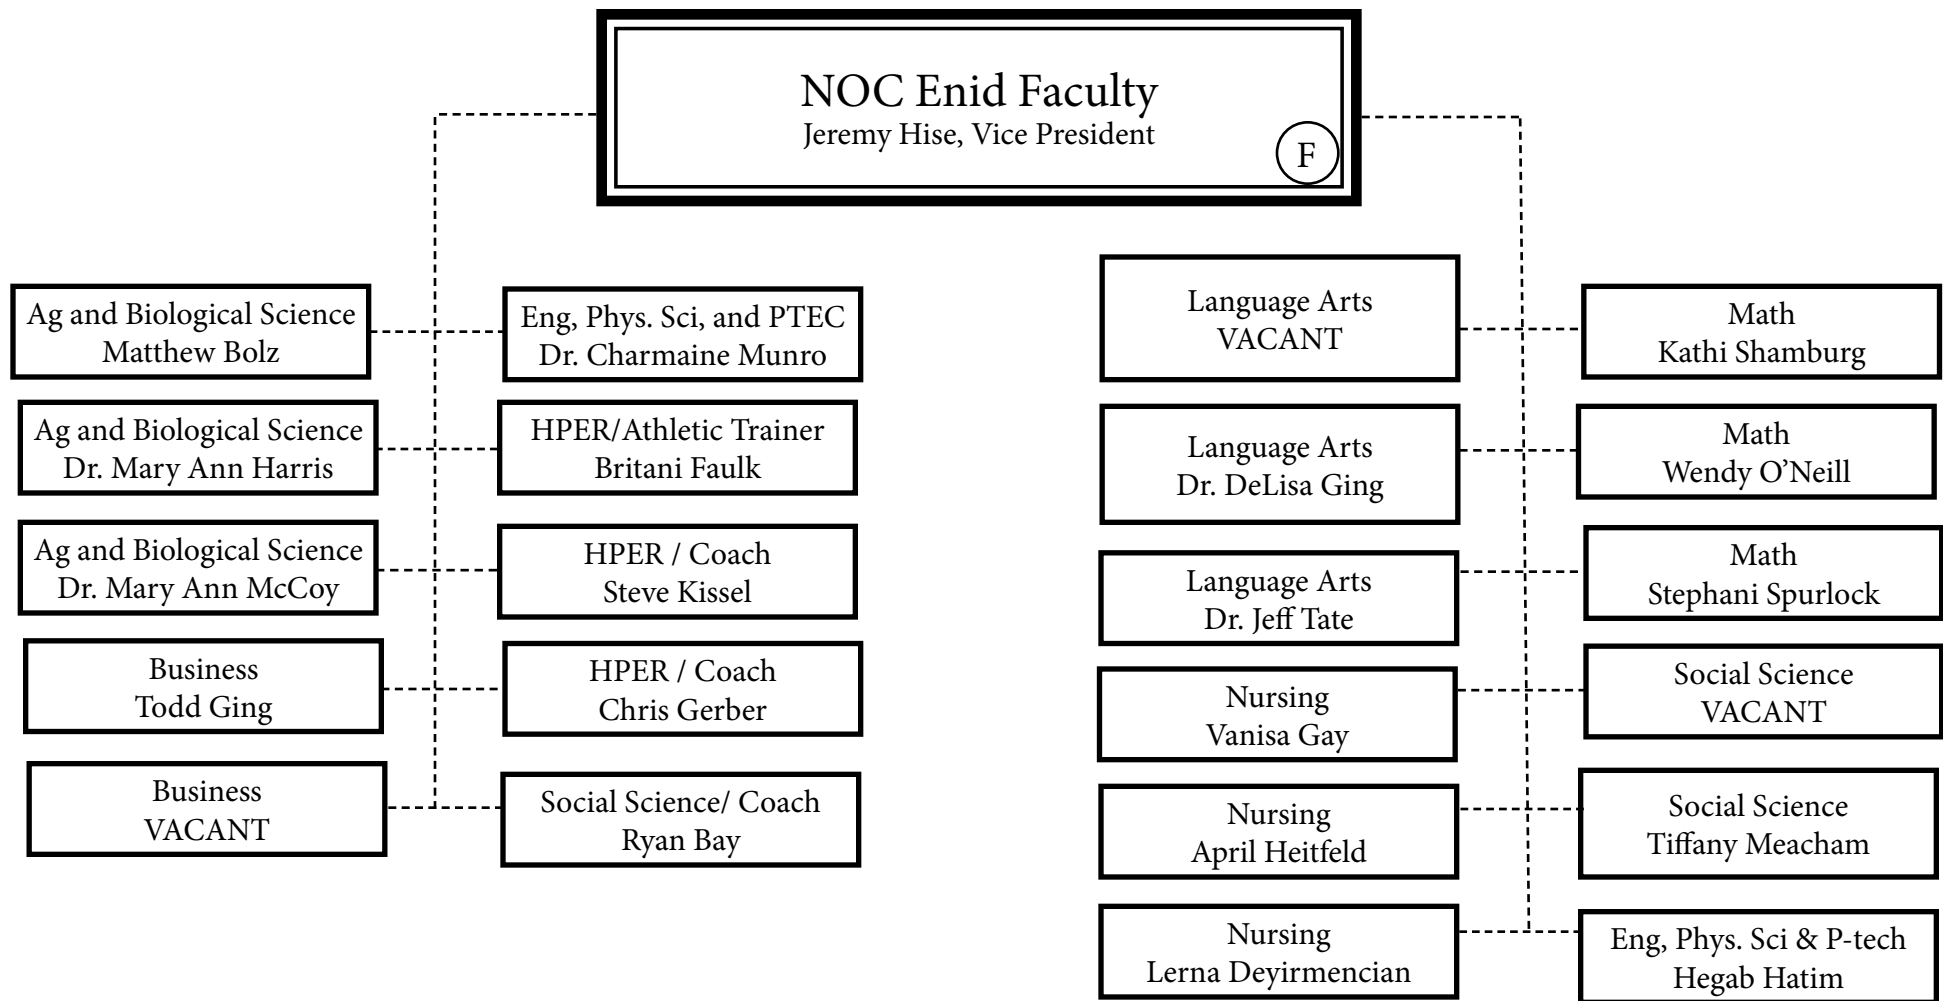 NOC Enid Faculty
Jeremy Hise, Vice President
F
Ag and Biological Science
Matthew Bolz
Eng, Phys. Sci, and PTEC
Dr. Charmaine Munro
Ag and Biological Science
Dr. Mary Ann Harris
HPER/Athletic Trainer
Britani Faulk
Ag and Biological Science
Dr. Mary Ann McCoy
HPER / Coach
Steve Kissel
Business
Todd Ging
HPER / Coach
Chris Gerber
Business
VACANT
Social Science/ Coach
Ryan Bay
Language Arts
VACANT
Math
Kathi Shamburg
Language Arts
Dr. DeLisa Ging
Math
Wendy O’Neill
Language Arts
Dr. Jeff Tate
Math
Stephani Spurlock
Nursing
Vanisa Gay
Social Science
VACANT
Nursing
April Heitfeld
Social Science
Tiffany Meacham
Nursing
Lerna Deyirmencian
Eng, Phys. Sci & P-tech
Hegab Hatim